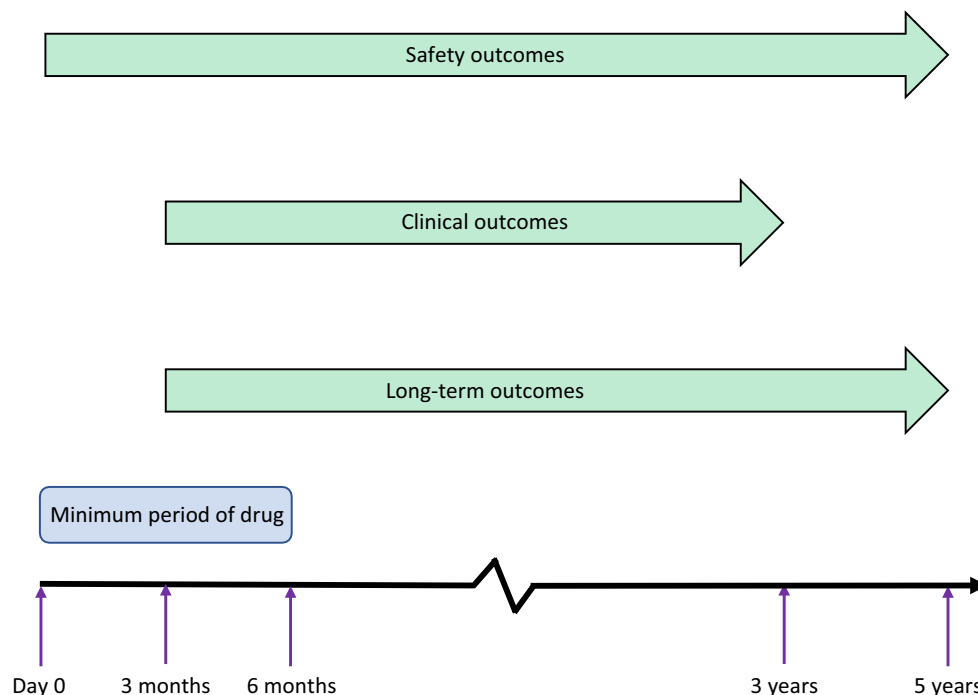 Safety outcomes
Clinical outcomes
Long-term outcomes
Minimum period of drug
Day 0 3 months 6 months 3 years 5 years